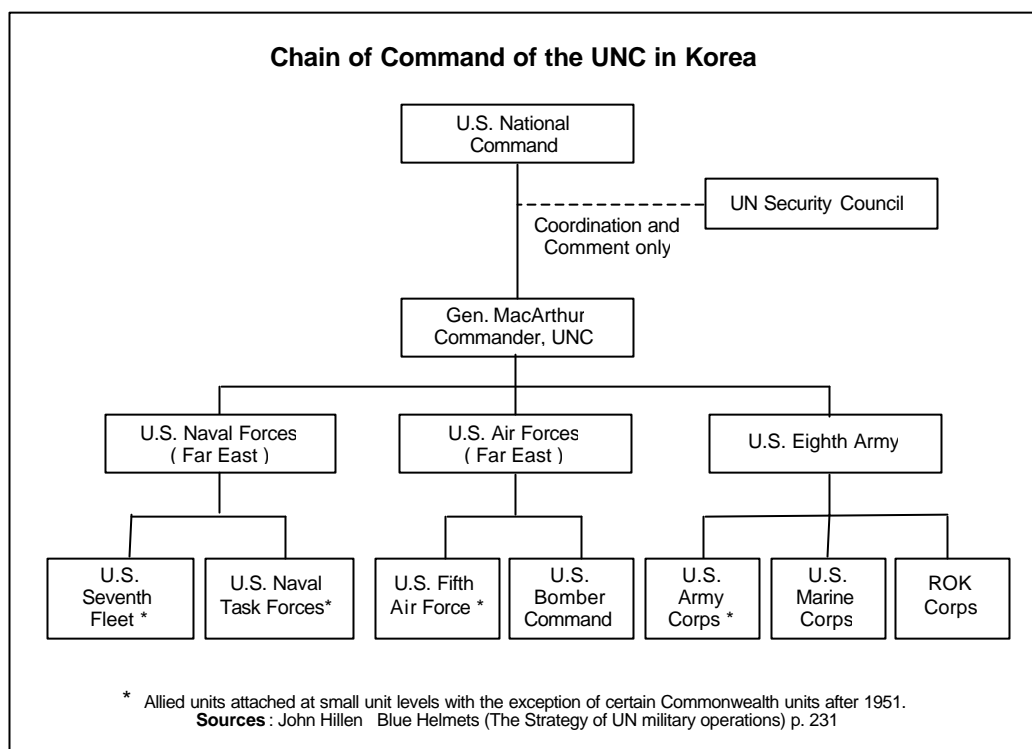 Chain of Command of the UNC in Korea
U.S. National
Command
UN Security Council
Coordination and
Comment only
Gen. MacArthur
Commander, UNC
U.S. Naval Forces
( Far East )
U.S. Air Forces
( Far East )
U.S. Eighth Army
U.S.
Seventh
Fleet *
U.S. Naval
Task Forces*
U.S. Fifth
Air Force *
U.S.
Bomber
Command
U.S.
Army
Corps *
U.S.
Marine
Corps
ROK
Corps
* Allied units attached at small unit levels with the exception of certain Commonwealth units after 1951.
Sources : John Hillen Blue Helmets (The Strategy of UN military operations) p. 231